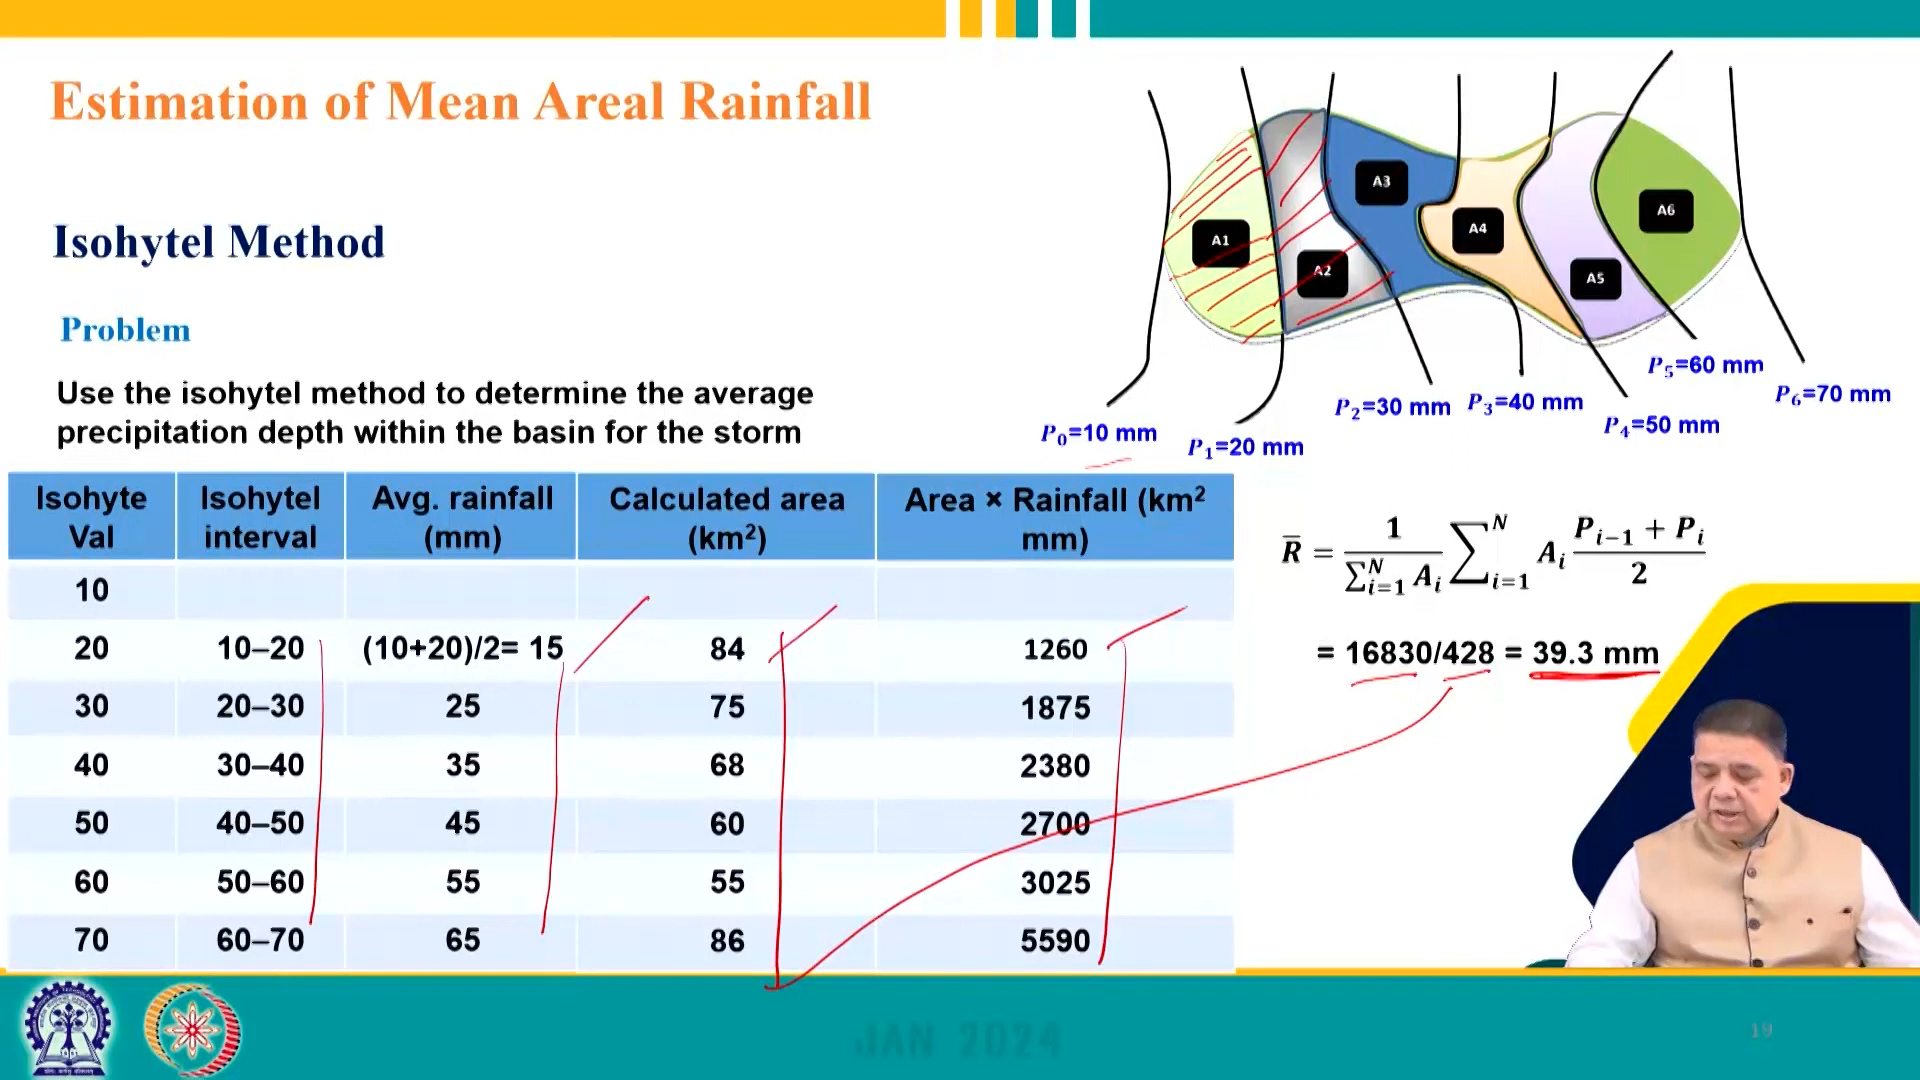 Estimation of Mean Areal Rainfall
Isohytel Method
Problem
Use the isohytel method to determine the average
precipitation depth within the basin for the storm
A1
A2
A3
A4
A5
A6
P₀=10 mm
P₁=20 mm
P₂=30 mm
P₃=40 mm
P₄=50 mm
P₅=60 mm
P₆=70 mm
Isohyte Val | Isohytel interval | Avg. rainfall (mm) | Calculated area (km²) | Area × Rainfall (km² mm)
10
20 | 10–20 | (10+20)/2= 15 | 84 | 1260
30 | 20–30 | 25 | 75 | 1875
40 | 30–40 | 35 | 68 | 2380
50 | 40–50 | 45 | 60 | 2700
60 | 50–60 | 55 | 55 | 3025
70 | 60–70 | 65 | 86 | 5590
R̄ = 1/(∑ᵢ₌₁ᴺ Aᵢ) ∑ᵢ₌₁ᴺ Aᵢ (Pᵢ₋₁ + Pᵢ)/2
= 16830/428 = 39.3 mm
JAN 2024
19